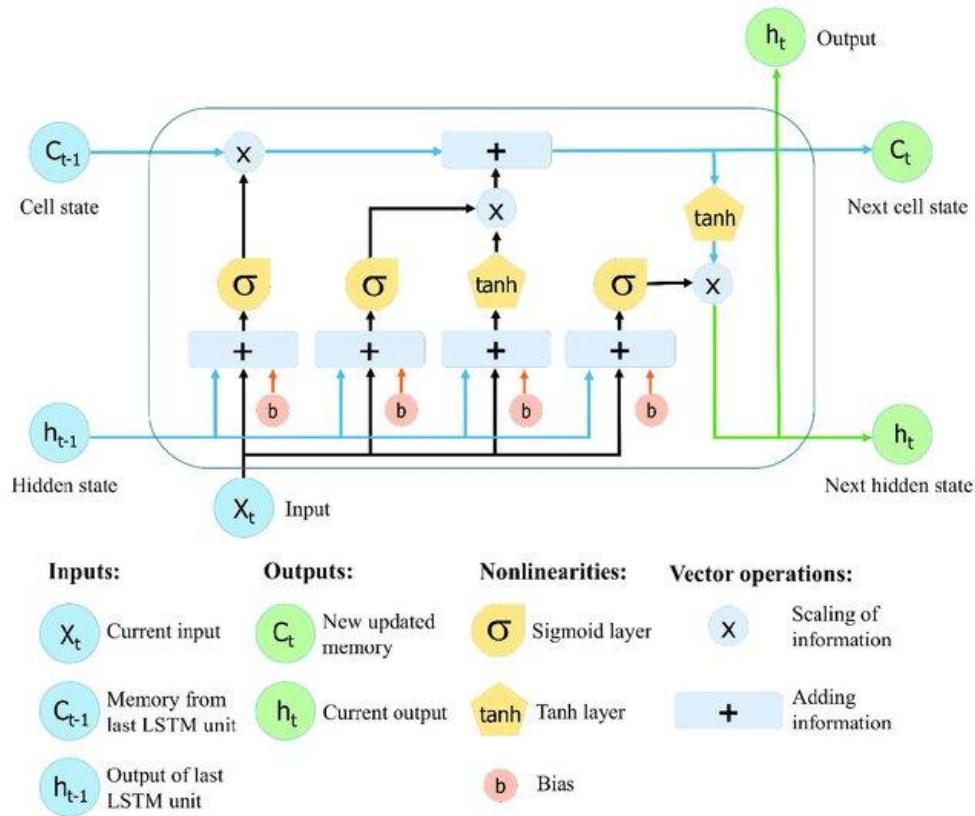 hₜ
Output
Cₜ₋₁
x
+
Cₜ
Cell state
Next cell state
x
tanh
σ
σ
tanh
σ
x
+
+
+
+
b
b
b
b
hₜ₋₁
hₜ
Hidden state
Next hidden state
Xₜ
Input
Inputs:
Outputs:
Nonlinearities:
Vector operations:
Xₜ
Current input
Cₜ
New updated
memory
σ
Sigmoid layer
x
Scaling of
information
Cₜ₋₁
Memory from
last LSTM unit
hₜ
Current output
tanh
Tanh layer
+
Adding
information
hₜ₋₁
Output of last
LSTM unit
b
Bias